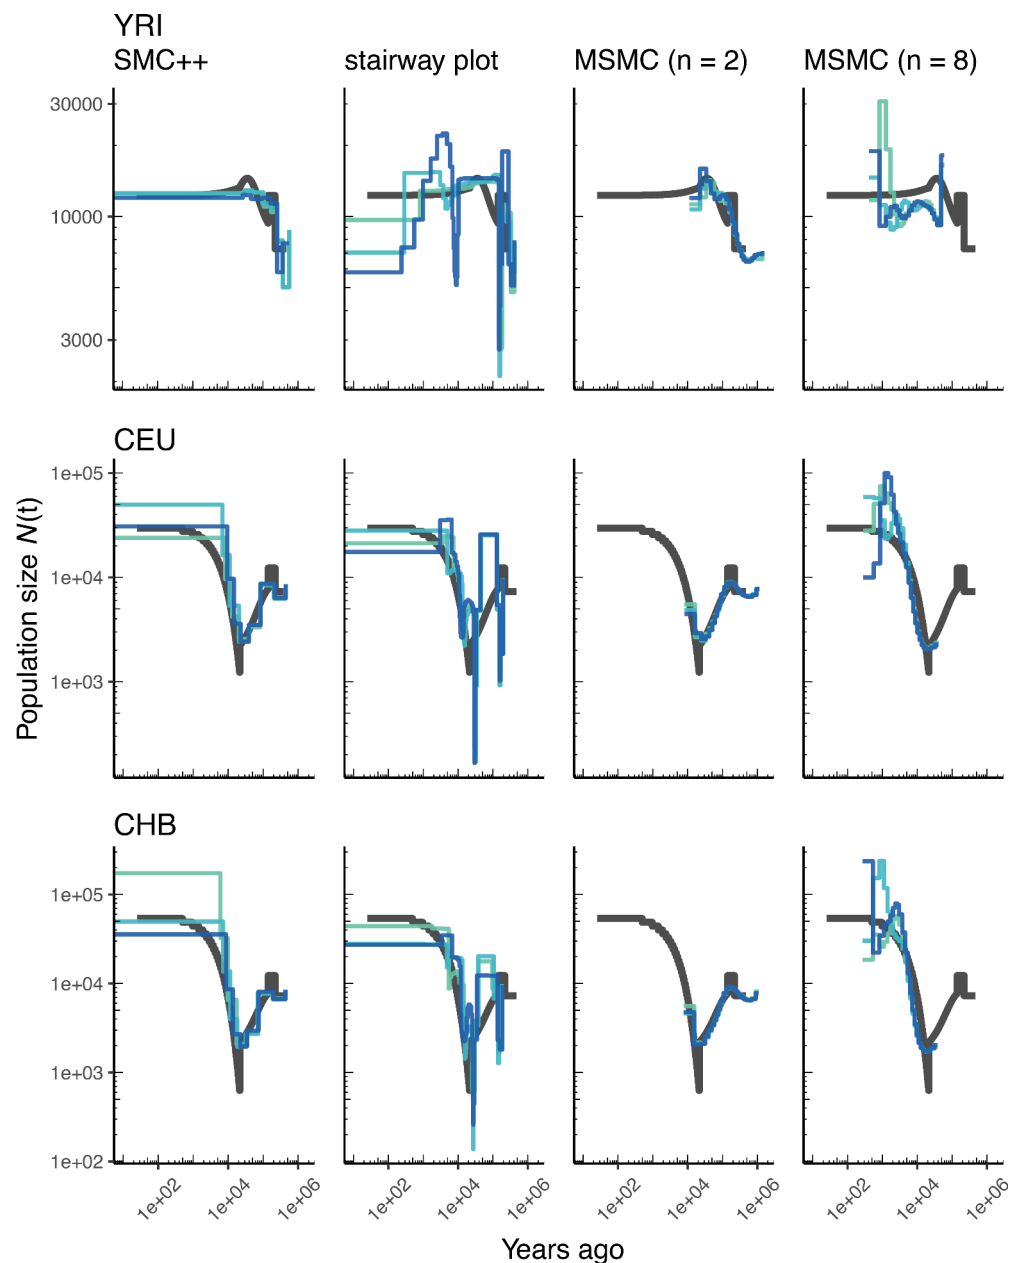 YRI
SMC++ stairway plot MSMC (n = 2) MSMC (n = 8)
30000
10000
3000
CEU
1e+05
1e+04
1e+03
CHB
1e+05
1e+04
1e+03
1e+02
Population size N(t)
1e+02 1e+04 1e+06 1e+02 1e+04 1e+06 1e+02 1e+04 1e+06 1e+02 1e+04 1e+06
Years ago